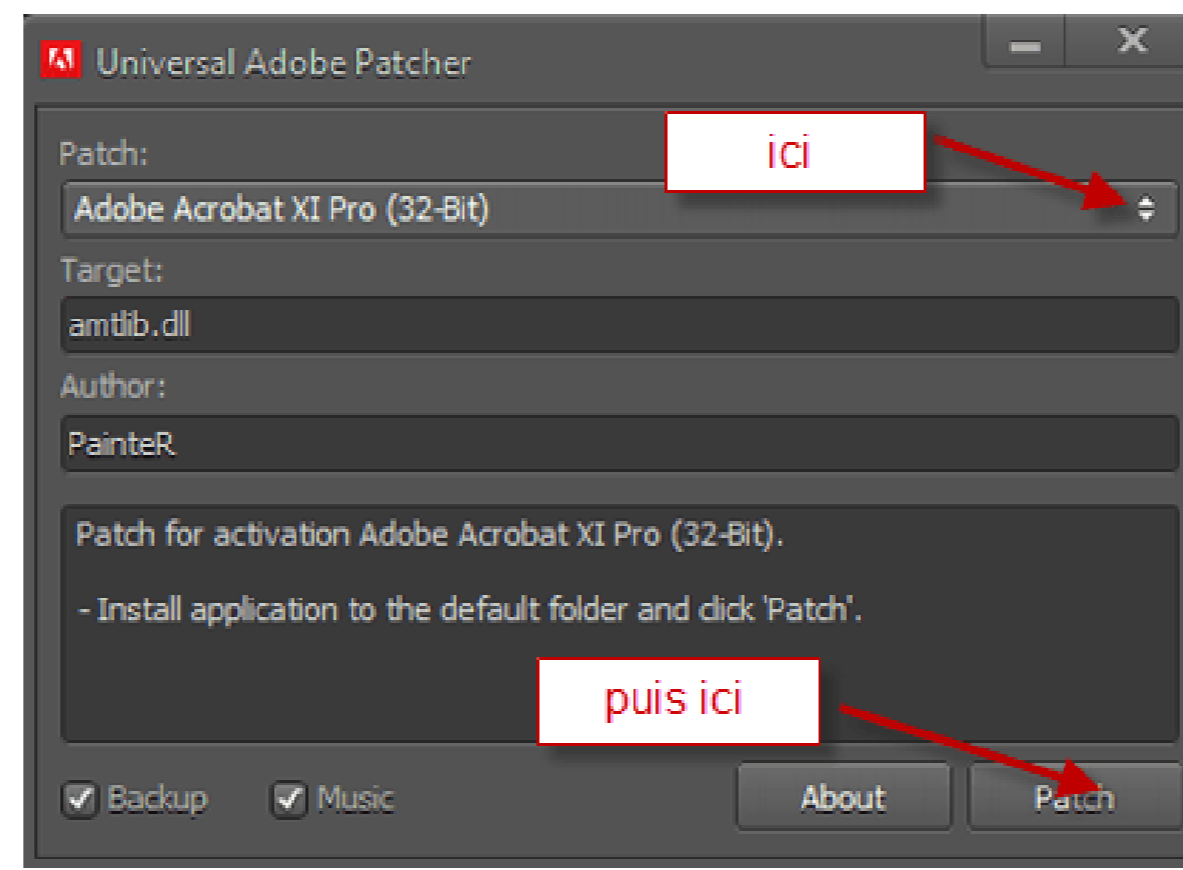 Universal Adobe Patcher
Patch:
ici
Adobe Acrobat XI Pro (32-Bit)
Target:
amtlib.dll
Author:
PainteR
Patch for activation Adobe Acrobat XI Pro (32-Bit).
- Install application to the default folder and click 'Patch'.
puis ici
Backup
Music
About
Patch